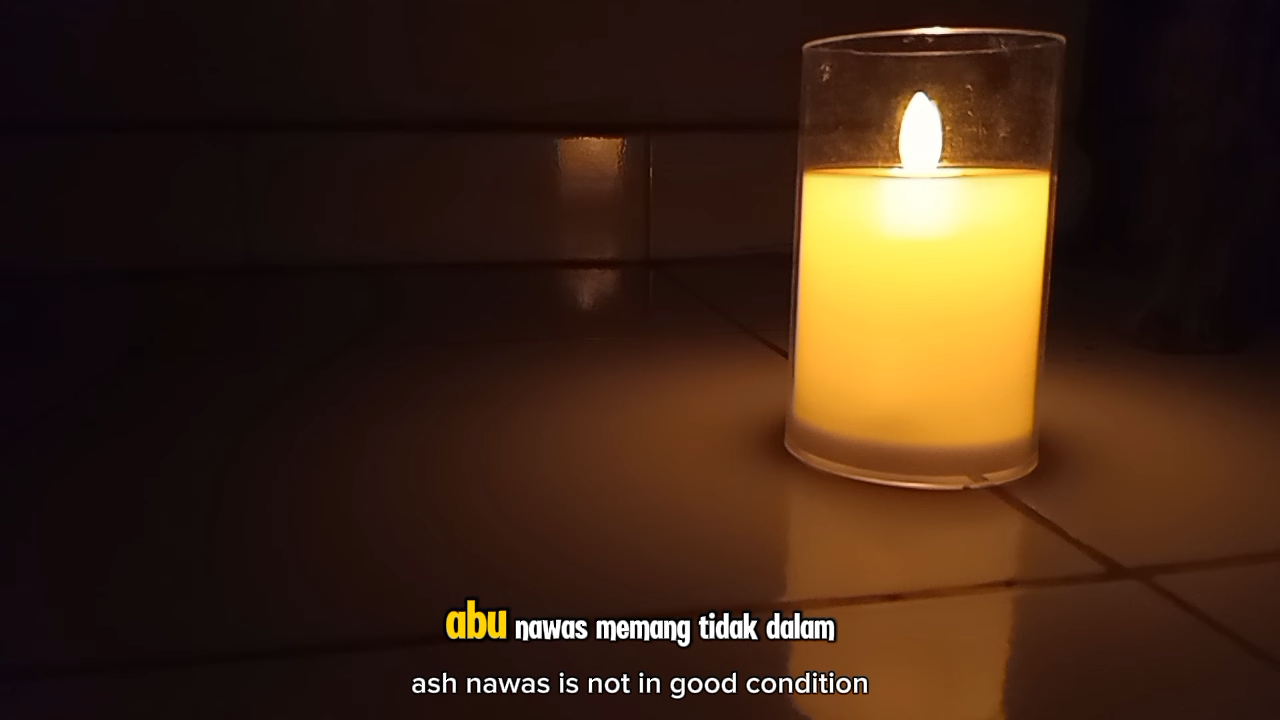 abu nawas memang tidak dalam
ash nawas is not in good condition